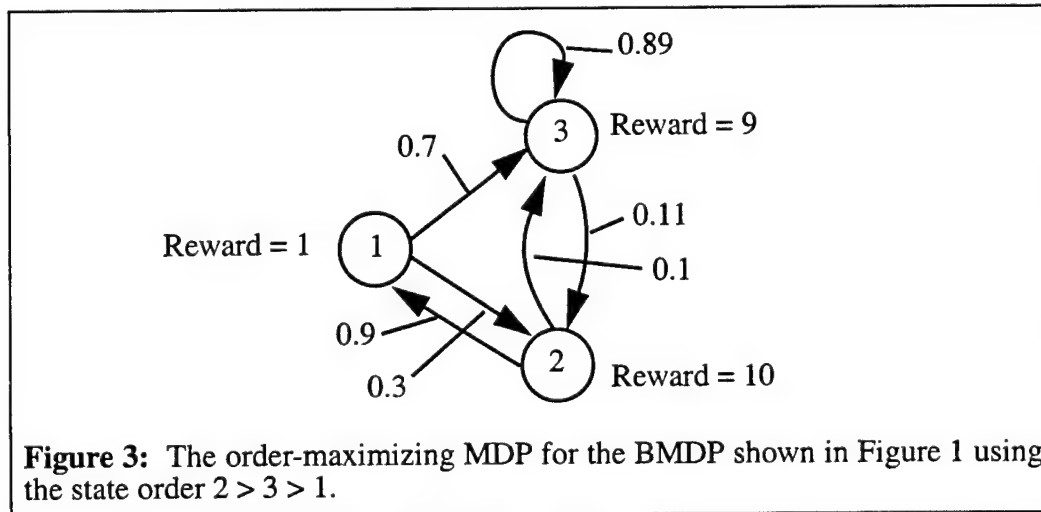 0.89
3
Reward = 9
0.7
0.11
Reward = 1
1
0.1
0.9
0.3
2
Reward = 10
Figure 3: The order-maximizing MDP for the BMDP shown in Figure 1 using
the state order 2 > 3 > 1.